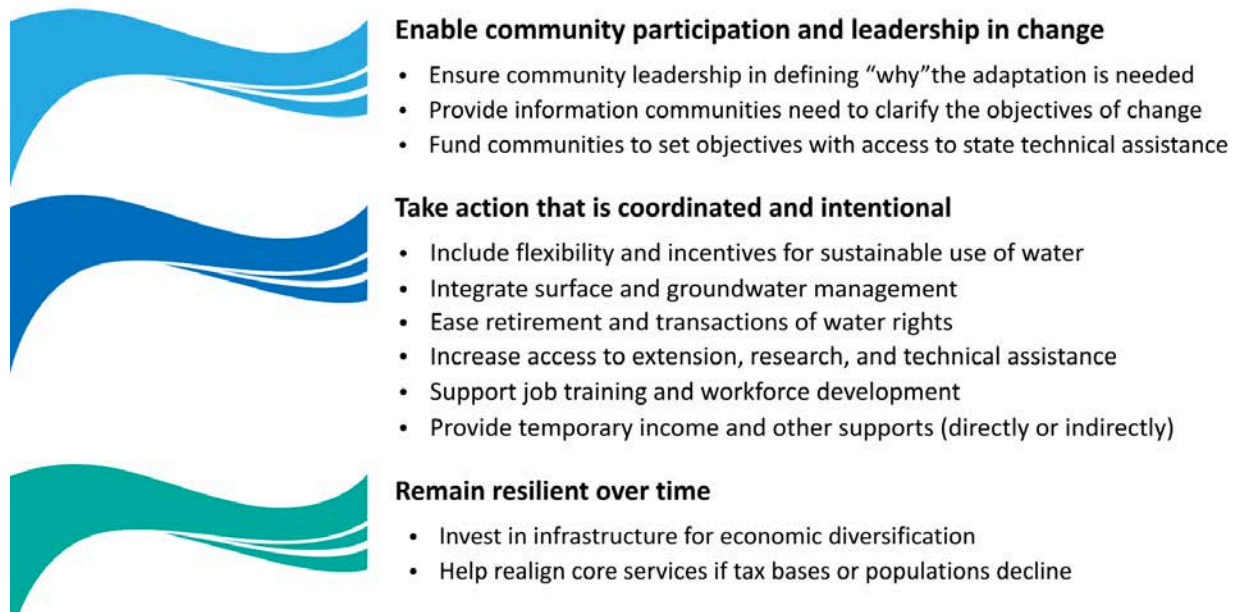 Enable community participation and leadership in change
• Ensure community leadership in defining “why”the adaptation is needed
• Provide information communities need to clarify the objectives of change
• Fund communities to set objectives with access to state technical assistance
Take action that is coordinated and intentional
• Include flexibility and incentives for sustainable use of water
• Integrate surface and groundwater management
• Ease retirement and transactions of water rights
• Increase access to extension, research, and technical assistance
• Support job training and workforce development
• Provide temporary income and other supports (directly or indirectly)
Remain resilient over time
• Invest in infrastructure for economic diversification
• Help realign core services if tax bases or populations decline